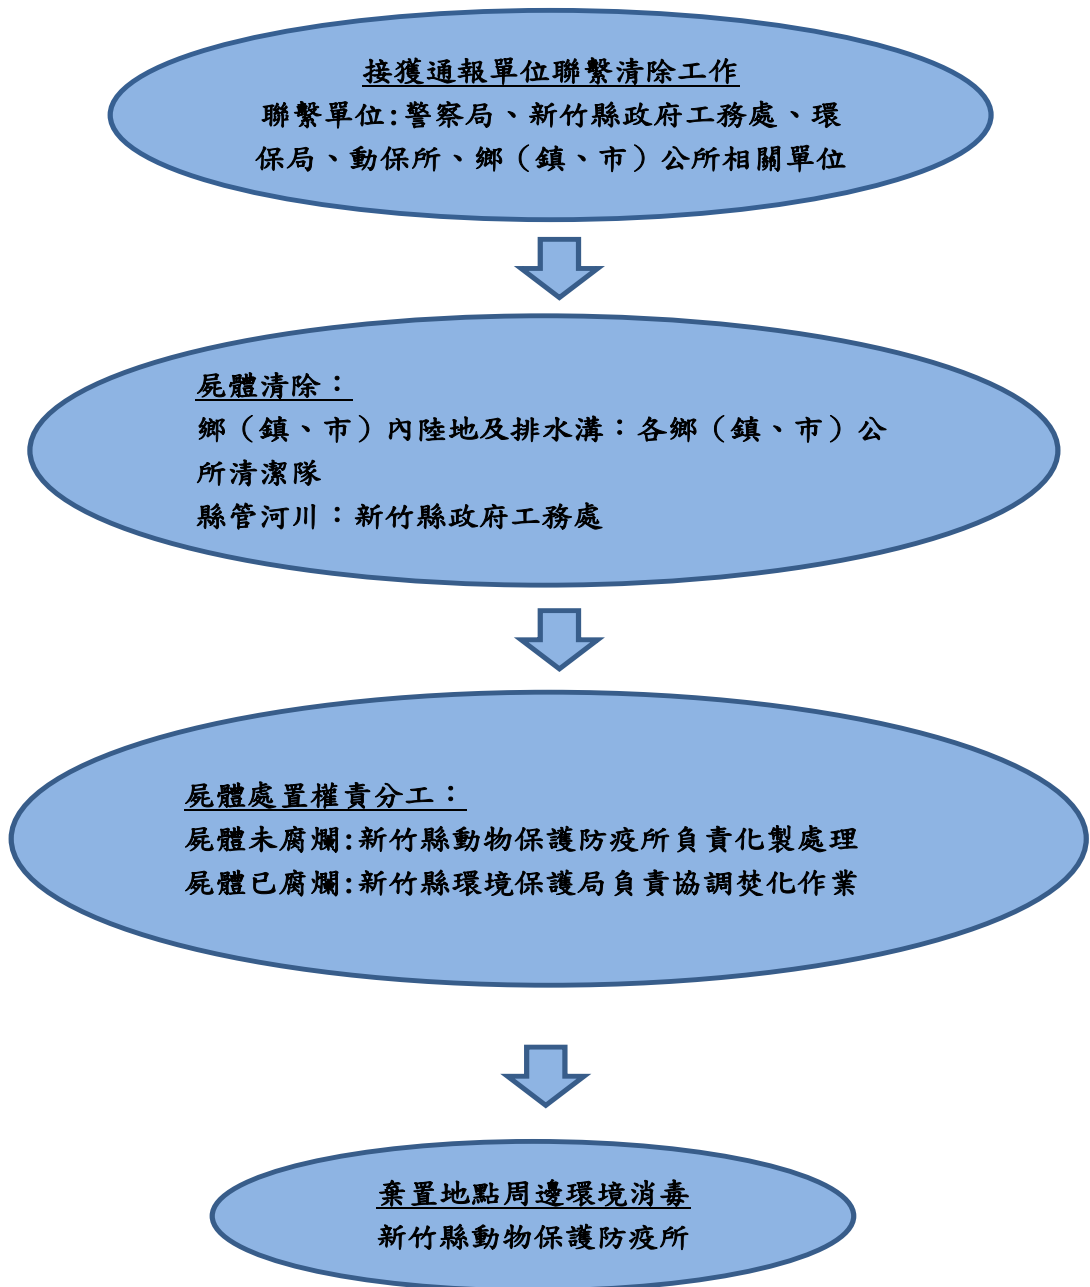 接獲通報單位聯繫清除工作
聯繫單位:警察局、新竹縣政府工務處、環
保局、動保所、鄉（鎮、市）公所相關單位
屍體清除：
鄉（鎮、市）內陸地及排水溝：各鄉（鎮、市）公
所清潔隊
縣管河川：新竹縣政府工務處
屍體處置權責分工：
屍體未腐爛:新竹縣動物保護防疫所負責化製處理
屍體已腐爛:新竹縣環境保護局負責協調焚化作業
棄置地點周邊環境消毒
新竹縣動物保護防疫所